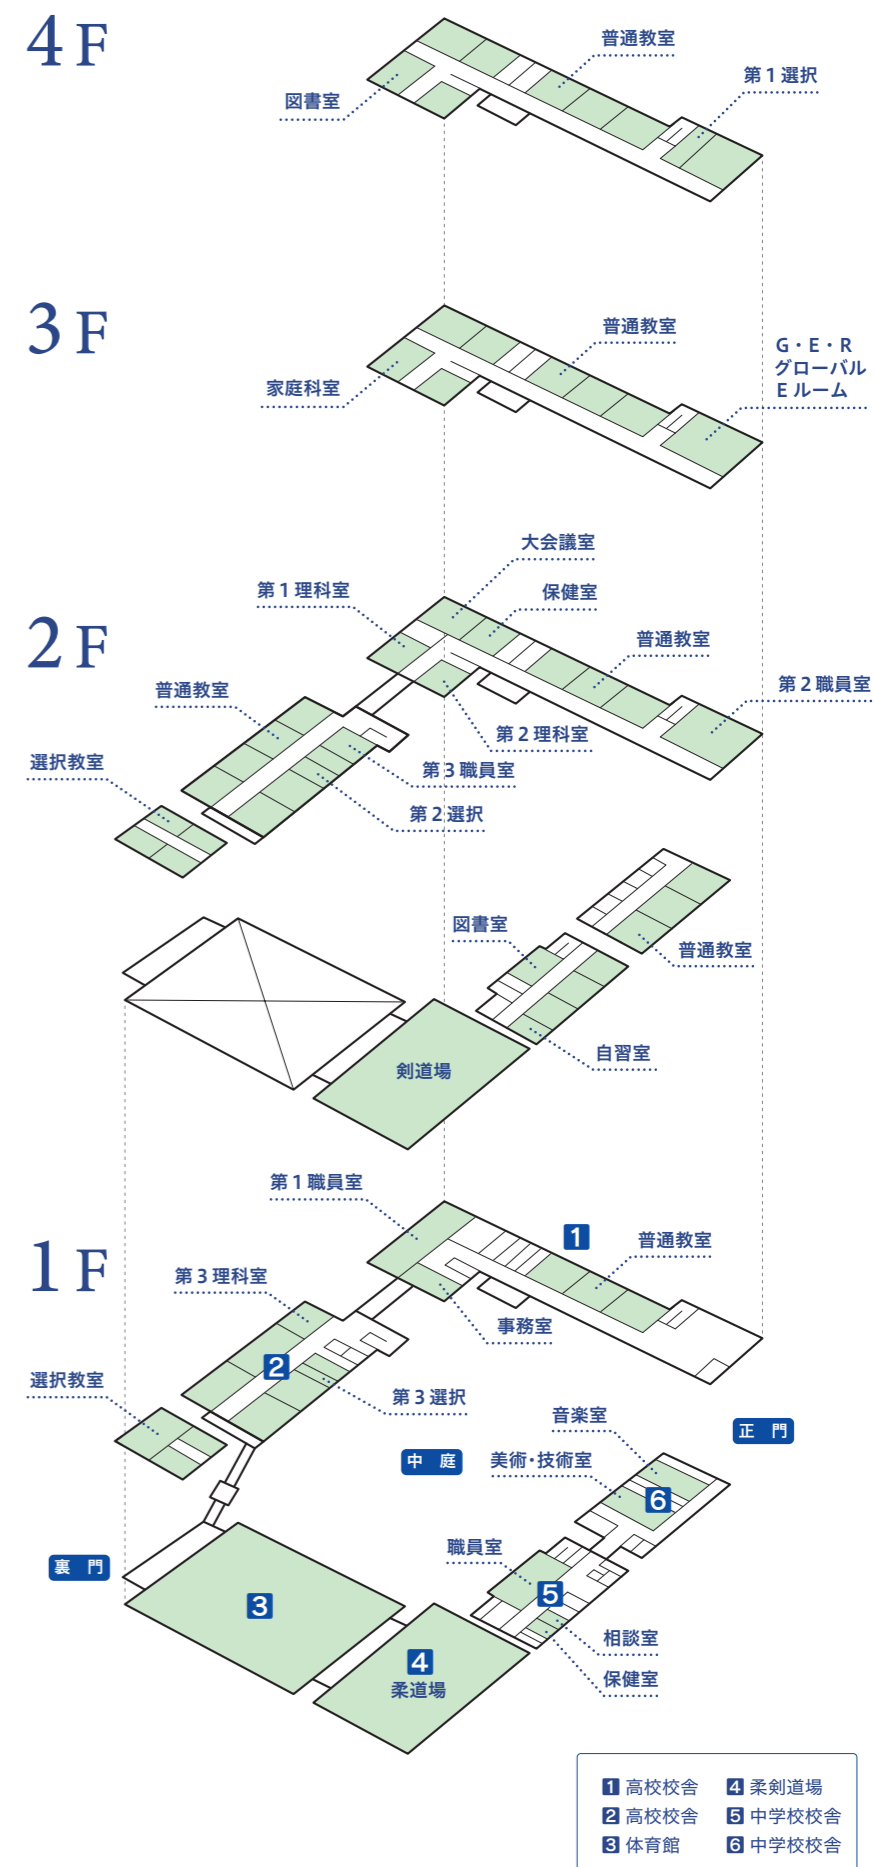 4F
普通教室
第1選択
図書室
3F
普通教室
G・E・R
グローバル
Eルーム
家庭科室
2F
大会議室
第1理科室
保健室
普通教室
第2職員室
普通教室
第2理科室
選択教室
第3職員室
第2選択
図書室
普通教室
自習室
剣道場
1F
第1職員室
1
普通教室
第3理科室
事務室
2
選択教室
第3選択
音楽室
正門
中庭
美術・技術室
6
職員室
裏門
5
3
相談室
4
柔道場
保健室
1 高校校舎
4 柔剣道場
2 高校校舎
5 中学校校舎
3 体育館
6 中学校校舎